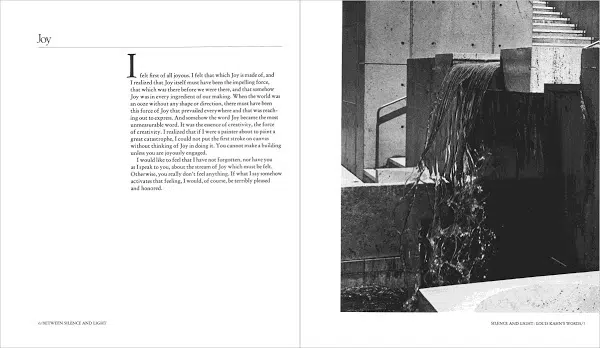 Joy
I felt first of all joyous. I felt that which Joy is made of, and
I realized that Joy itself must have been the impelling force,
that which was there before we were there, and that somehow
Joy was in every ingredient of our making. When the world was
an ooze without any shape or direction, there must have been
this force of Joy that prevailed everywhere and that was reach-
ing out to express. And somehow the word Joy became the most
unmeasurable word. It was the essence of creativity, the force
of creativity. I realized that if I were a painter about to paint a
great catastrophe, I could not put the first stroke on canvas
without thinking of Joy in doing it. You cannot make a building
unless you are joyously engaged.
I would like to feel that I have not forgotten, nor have you
as I speak to you, about the stream of Joy which must be felt.
Otherwise, you really don't feel anything. If what I say somehow
activates that feeling, I would, of course, be terribly pleased
and honored.
BETWEEN SILENCE AND LIGHT
SILENCE AND LIGHT: LOUIS KAHN'S WORDS/7